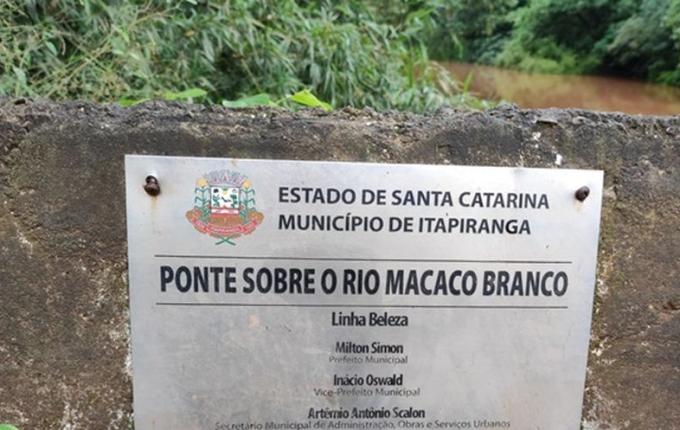 ESTADO DE SANTA CATARINA
MUNICÍPIO DE ITAPIRANGA
PONTE SOBRE O RIO MACACO BRANCO
Linha Beleza
Milton Simon
Prefeito Municipal
Inácio Oswald
Vice-Prefeito Municipal
Artêmio Antônio Scalon
Secretário Municipal de Administração, Obras e Serviços Urbanos